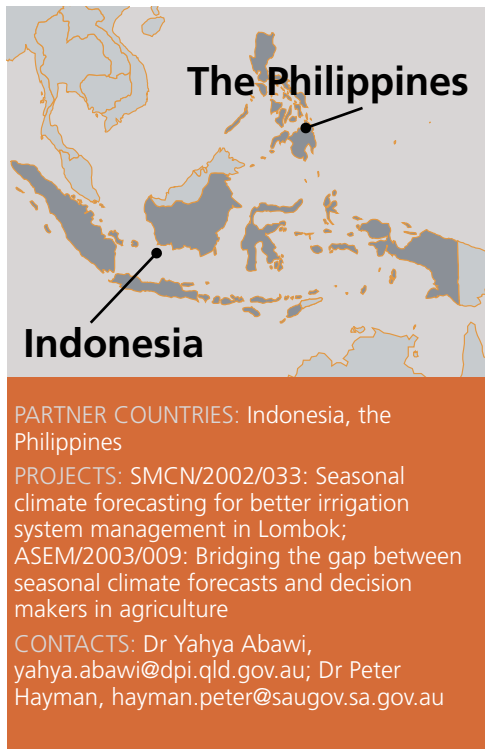 The Philippines
Indonesia
PARTNER COUNTRIES: Indonesia, the
Philippines
PROJECTS: SMCN/2002/033: Seasonal
climate forecasting for better irrigation
system management in Lombok;
ASEM/2003/009: Bridging the gap between
seasonal climate forecasts and decision
makers in agriculture
CONTACTS: Dr Yahya Abawi,
yahya.abawi@dpi.qld.gov.au; Dr Peter
Hayman, hayman.peter@saugov.sa.gov.au